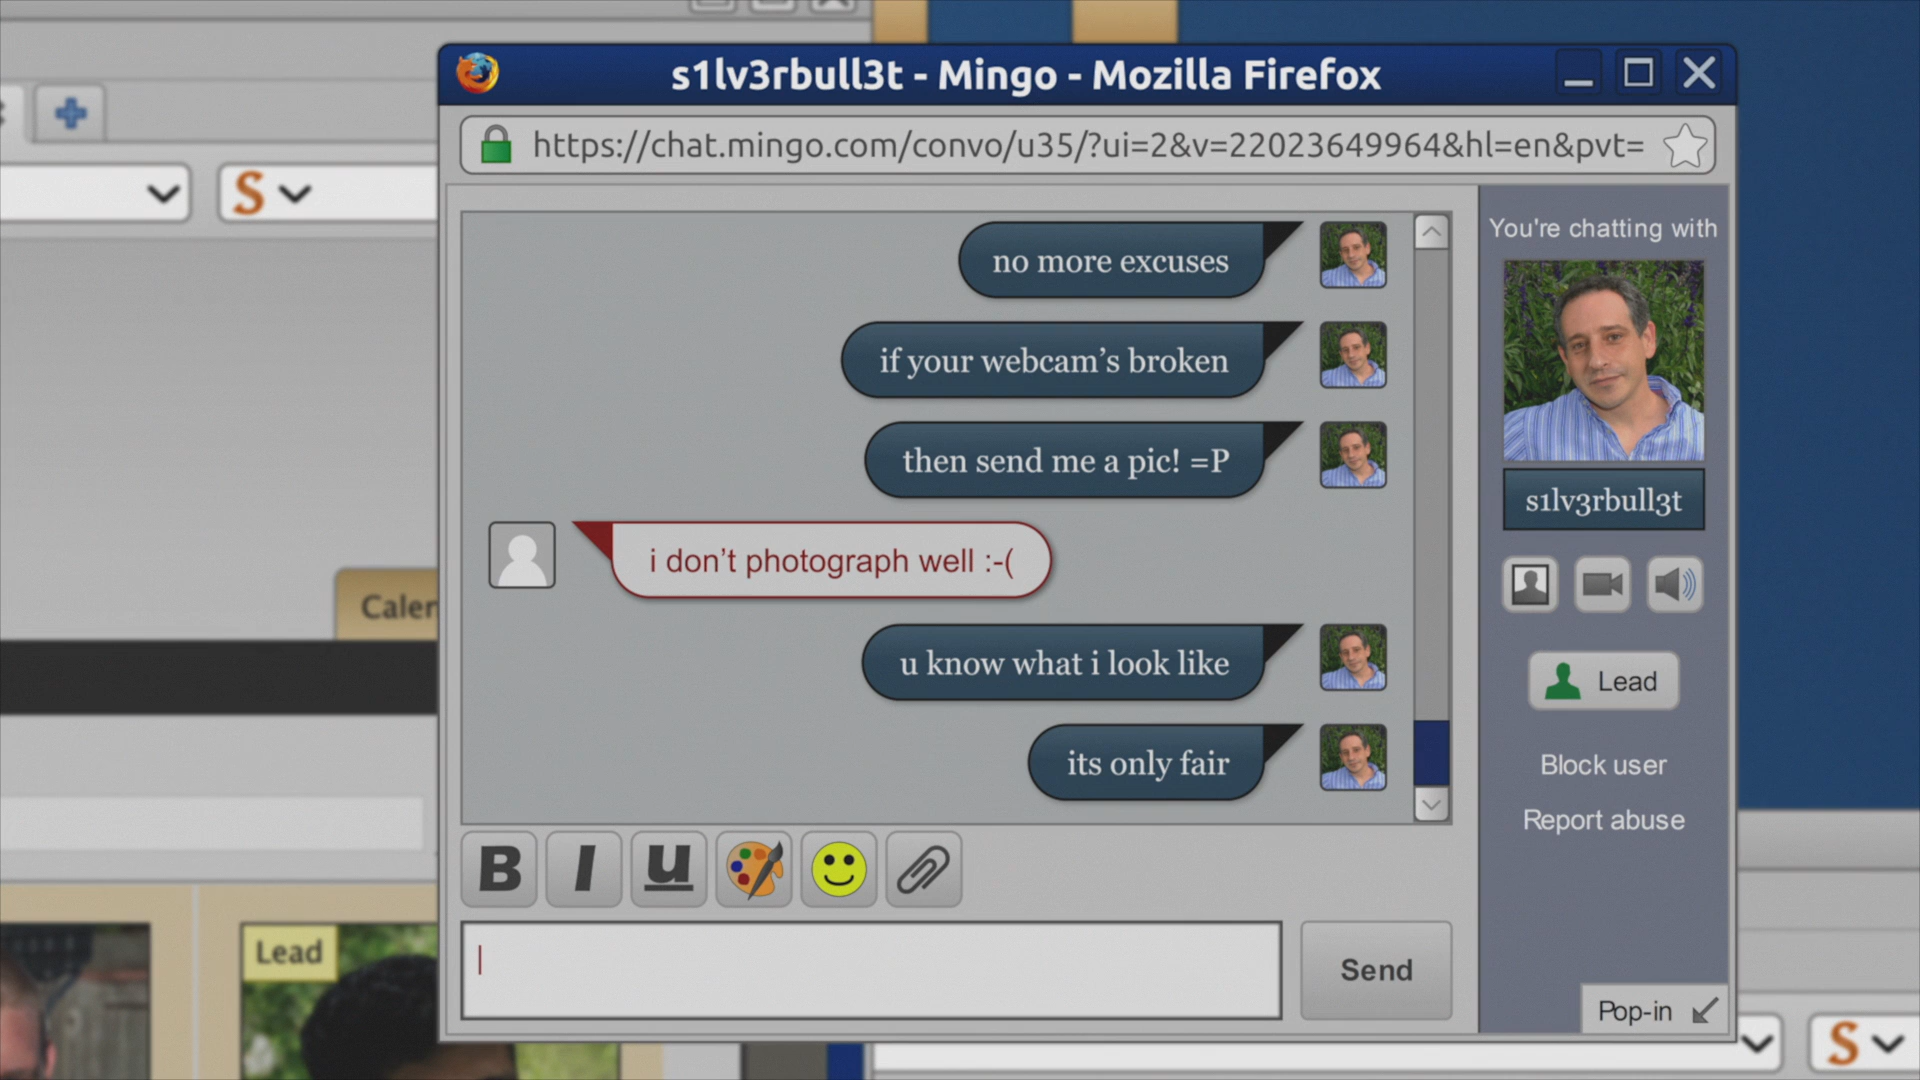 s1lv3rbull3t - Mingo - Mozilla Firefox
https://chat.mingo.com/convo/u35/?ui=2&v=22023649964&hl=en&pvt=
You're chatting with
no more excuses
if your webcam’s broken
then send me a pic! =P
s1lv3rbull3t
i don’t photograph well :-(
Calen
u know what i look like
Lead
its only fair
Block user
Report abuse
B I u
Lead
Send
Pop-in
S
S